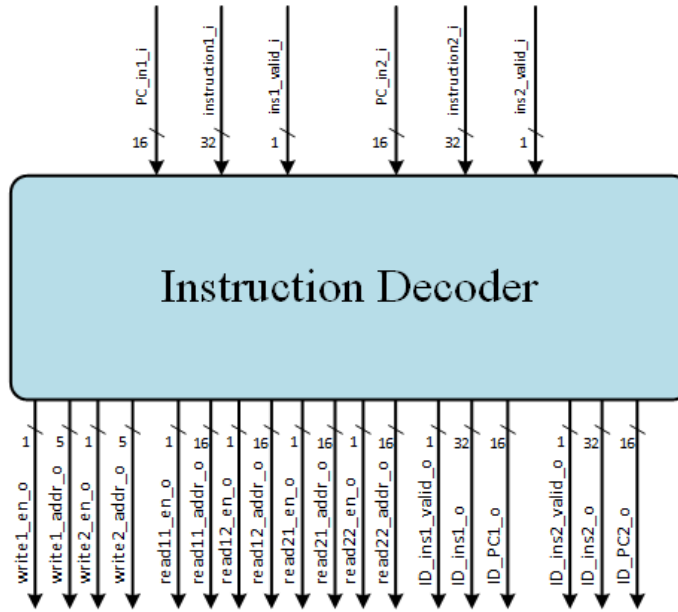 PC_in1_i
instruction1_i
ins1_valid_i
PC_in2_i
instruction2_i
ins2_valid_i
16
32
1
16
32
1
Instruction Decoder
1
5
1
5
1
16
1
16
1
16
1
16
1
32
16
1
32
16
write1_en_o
write1_addr_o
write2_en_o
write2_addr_o
read11_en_o
read11_addr_o
read12_en_o
read12_addr_o
read21_en_o
read21_addr_o
read22_en_o
read22_addr_o
ID_ins1_valid_o
ID_ins1_o
ID_PC1_o
ID_ins2_valid_o
ID_ins2_o
ID_PC2_o